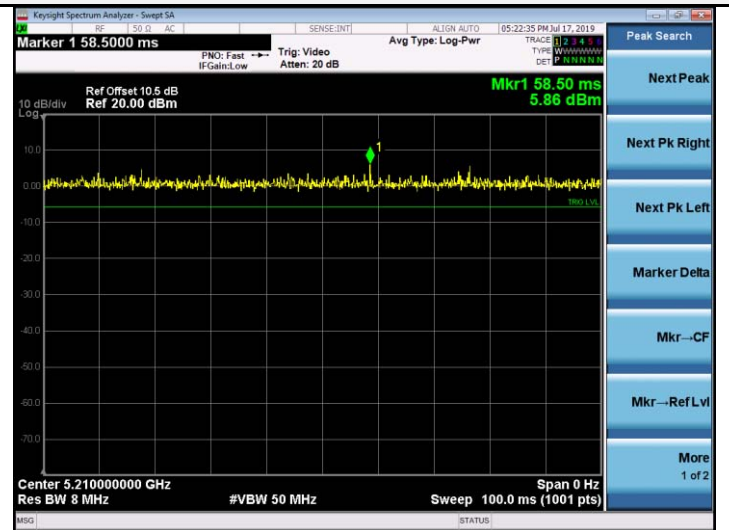 Keysight Spectrum Analyzer - Swept SA
LXI RF 50 Ω AC SENSE:INT ALIGN AUTO 05:22:35 PM Jul 17, 2019
Marker 1 58.5000 ms
PNO: Fast
IFGain:Low
Trig: Video
Atten: 20 dB
Avg Type: Log-Pwr
TRACE 1 2 3 4 5 6
TYPE WWWWWW
DET P N N N N N
Ref Offset 10.5 dB
10 dB/div Ref 20.00 dBm
Log
Mkr1 58.50 ms
5.86 dBm
1
10.0
0.00
TRIG LVL
-10.0
-20.0
-30.0
-40.0
-50.0
-60.0
-70.0
Center 5.210000000 GHz
Span 0 Hz
Res BW 8 MHz
#VBW 50 MHz
Sweep 100.0 ms (1001 pts)
MSG
STATUS
Peak Search
Next Peak
Next Pk Right
Next Pk Left
Marker Delta
Mkr→CF
Mkr→Ref Lvl
More
1 of 2